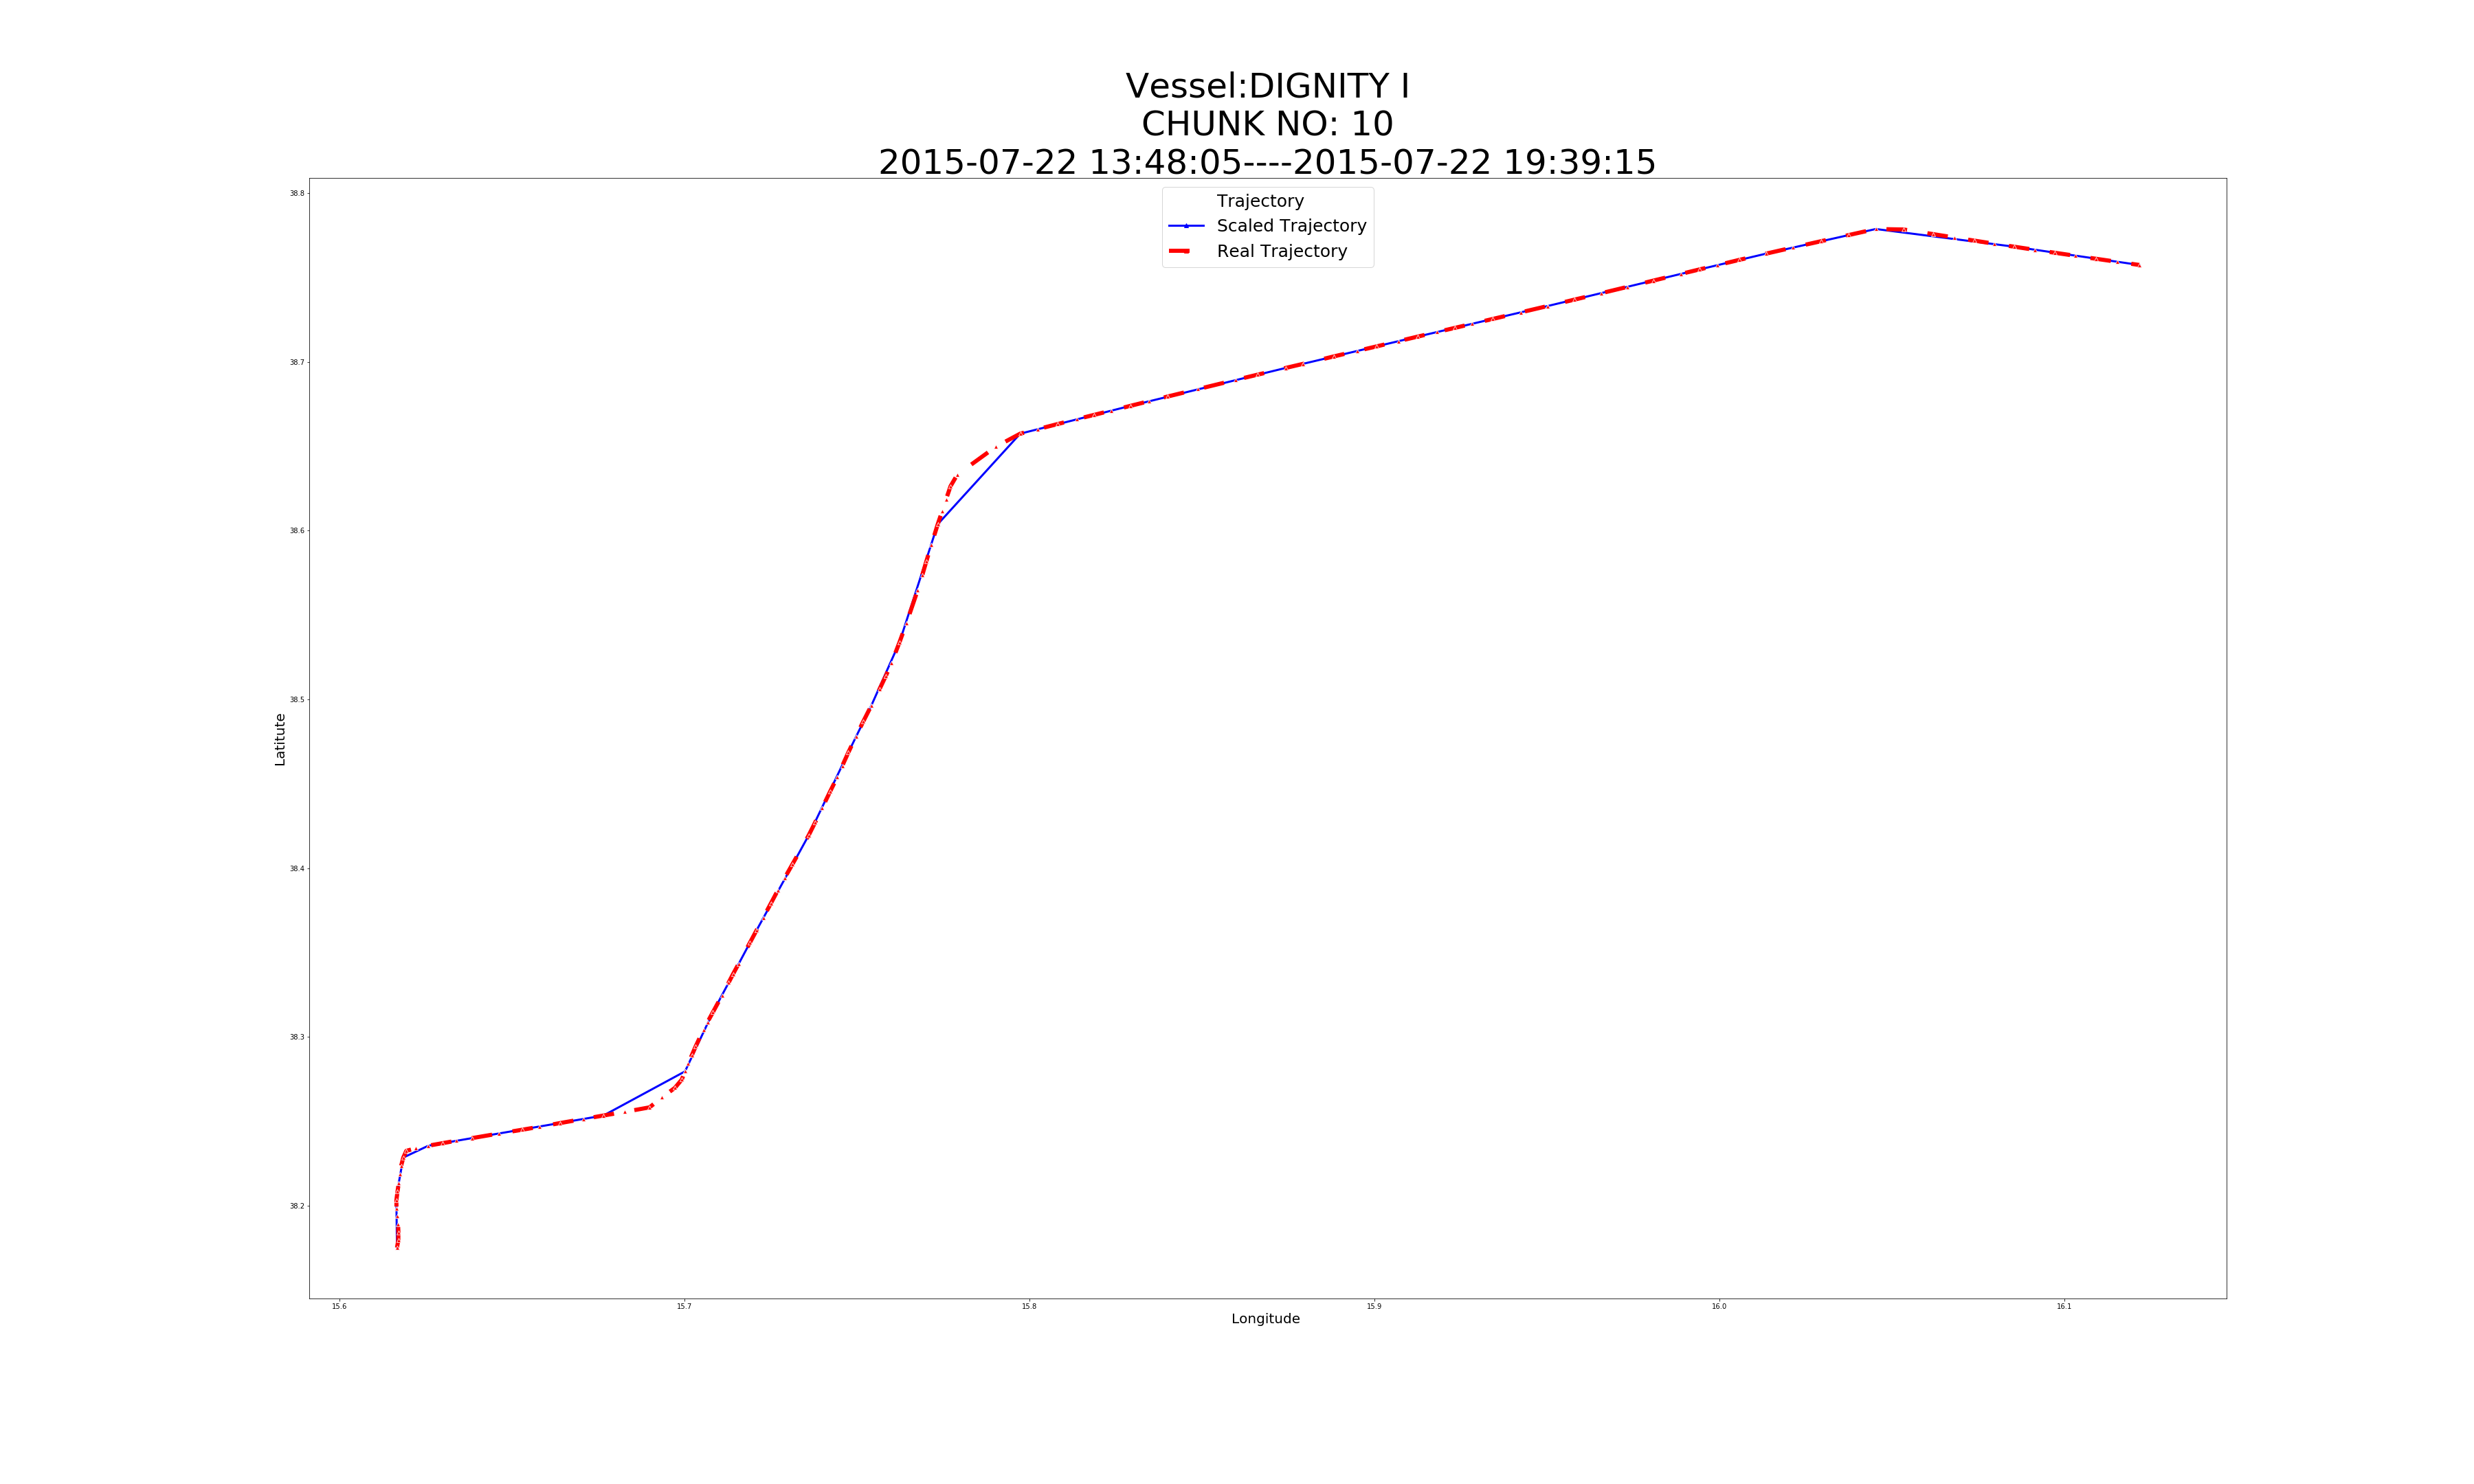 Vessel:DIGNITY I
CHUNK NO: 10
2015-07-22 13:48:05----2015-07-22 19:39:15
Trajectory
Scaled Trajectory
Real Trajectory
38.8
38.7
38.6
38.5
38.4
38.3
38.2
Latitute
15.6 15.7 15.8 15.9 16.0 16.1
Longitude